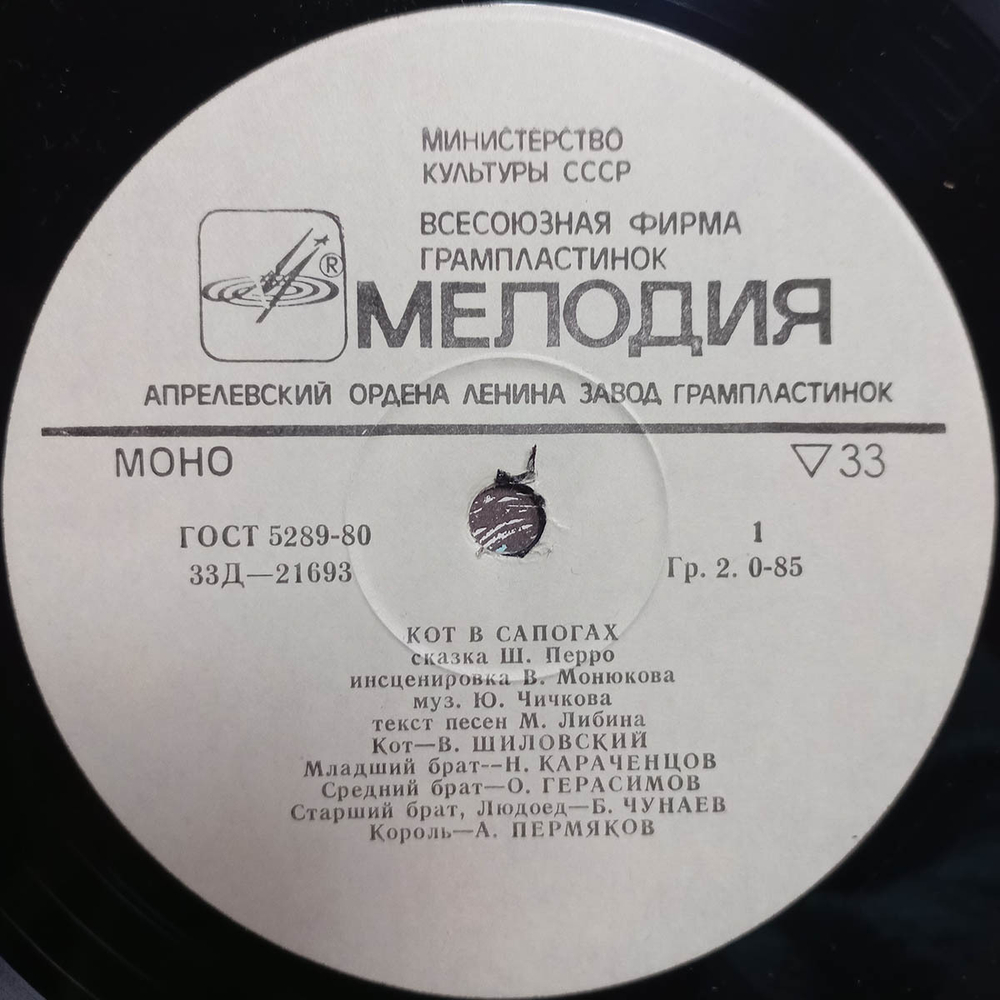 МИНИСТЕРСТВО
КУЛЬТУРЫ СССР
ВСЕСОЮЗНАЯ ФИРМА
ГРАМПЛАСТИНОК
®
МЕЛОДИЯ
АПРЕЛЕВСКИЙ ОРДЕНА ЛЕНИНА ЗАВОД ГРАМПЛАСТИНОК
МОНО ▽33
ГОСТ 5289-80 1
33Д—21693 Гр. 2. 0-85
КОТ В САПОГАХ
сказка Ш. Перро
инсценировка В. Монюкова
муз. Ю. Чичкова
текст песен М. Либина
Кот—В. ШИЛОВСКИЙ
Младший брат--Н. КАРАЧЕНЦОВ
Средний брат—О. ГЕРАСИМОВ
Старший брат, Людоед—Б. ЧУНАЕВ
Король—А. ПЕРМЯКОВ